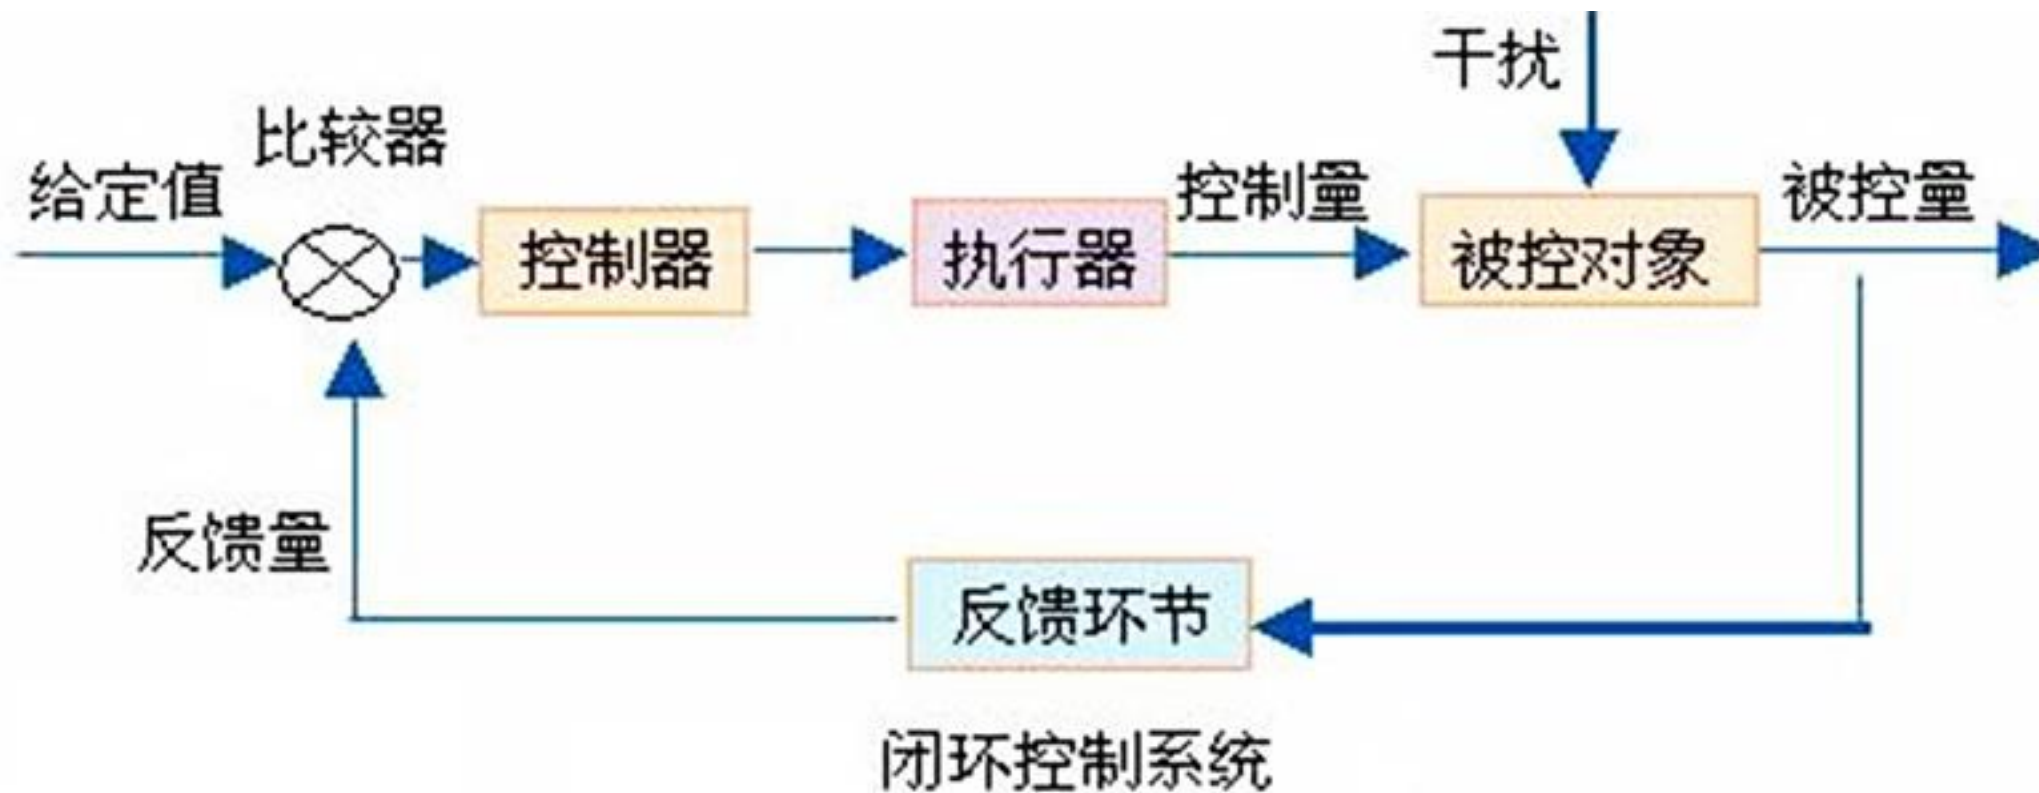 干扰
比较器
给定值
控制量
被控量
控制器
执行器
被控对象
反馈量
反馈环节
闭环控制系统